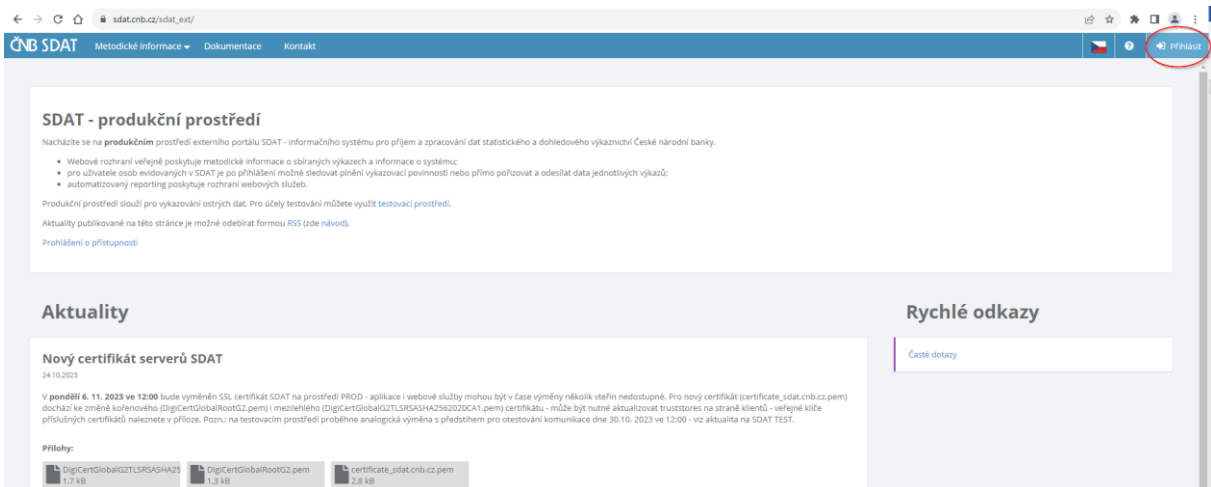 sdat.cnb.cz/sdat_ext/
ČNB SDAT Metodické informace Dokumentace Kontakt Přihlásit
SDAT - produkční prostředí
Nacházíte se na produkčním prostředí externího portálu SDAT - informačního systému pro příjem a zpracování dat statistického a dohledového výkaznictví České národní banky.
Webové rozhraní veřejně poskytuje metodické informace o sbíraných výkazech a informace o systému;
pro uživatele osob evidovaných v SDAT je po přihlášení možné sledovat plnění vykazovací povinnosti nebo přímo pořizovat a odesílat data jednotlivých výkazů;
automatizovaný reporting poskytuje rozhraní webových služeb.
Produkční prostředí slouží pro vykazování ostrých dat. Pro účely testování můžete využít testovací prostředí.
Aktuality publikované na této stránce je možné odebírat formou RSS (zde návod).
Prohlášení o přístupnosti
Aktuality
Nový certifikát serverů SDAT
24.10.2023
V pondělí 6. 11. 2023 ve 12:00 bude vyměněn SSL certifikát SDAT na prostředí PROD - aplikace i webové služby mohou být v čase výměny několik vteřin nedostupné. Pro nový certifikát (certificate_sdat.cnb.cz.pem)
dochází ke změně kořenového (DigiCertGlobalRootG2.pem) i mezilehlého (DigiCertGlobalG2TLSRSASHA2562020CA1.pem) certifikátu - může být nutné aktualizovat truststores na straně klientů - veřejné klíče
příslušných certifikátů naleznete v příloze. Pozn.: na testovacím prostředí proběhne analogická výměna s předstihem pro otestování komunikace dne 30.10. 2023 ve 12:00 - viz aktualita na SDAT TEST.
Přílohy:
DigiCertGlobalG2TLSRSASHA25 DigiCertGlobalRootG2.pem certificate_sdat.cnb.cz.pem
1,7 kB 1,3 kB 2,8 kB
Rychlé odkazy
Časté dotazy